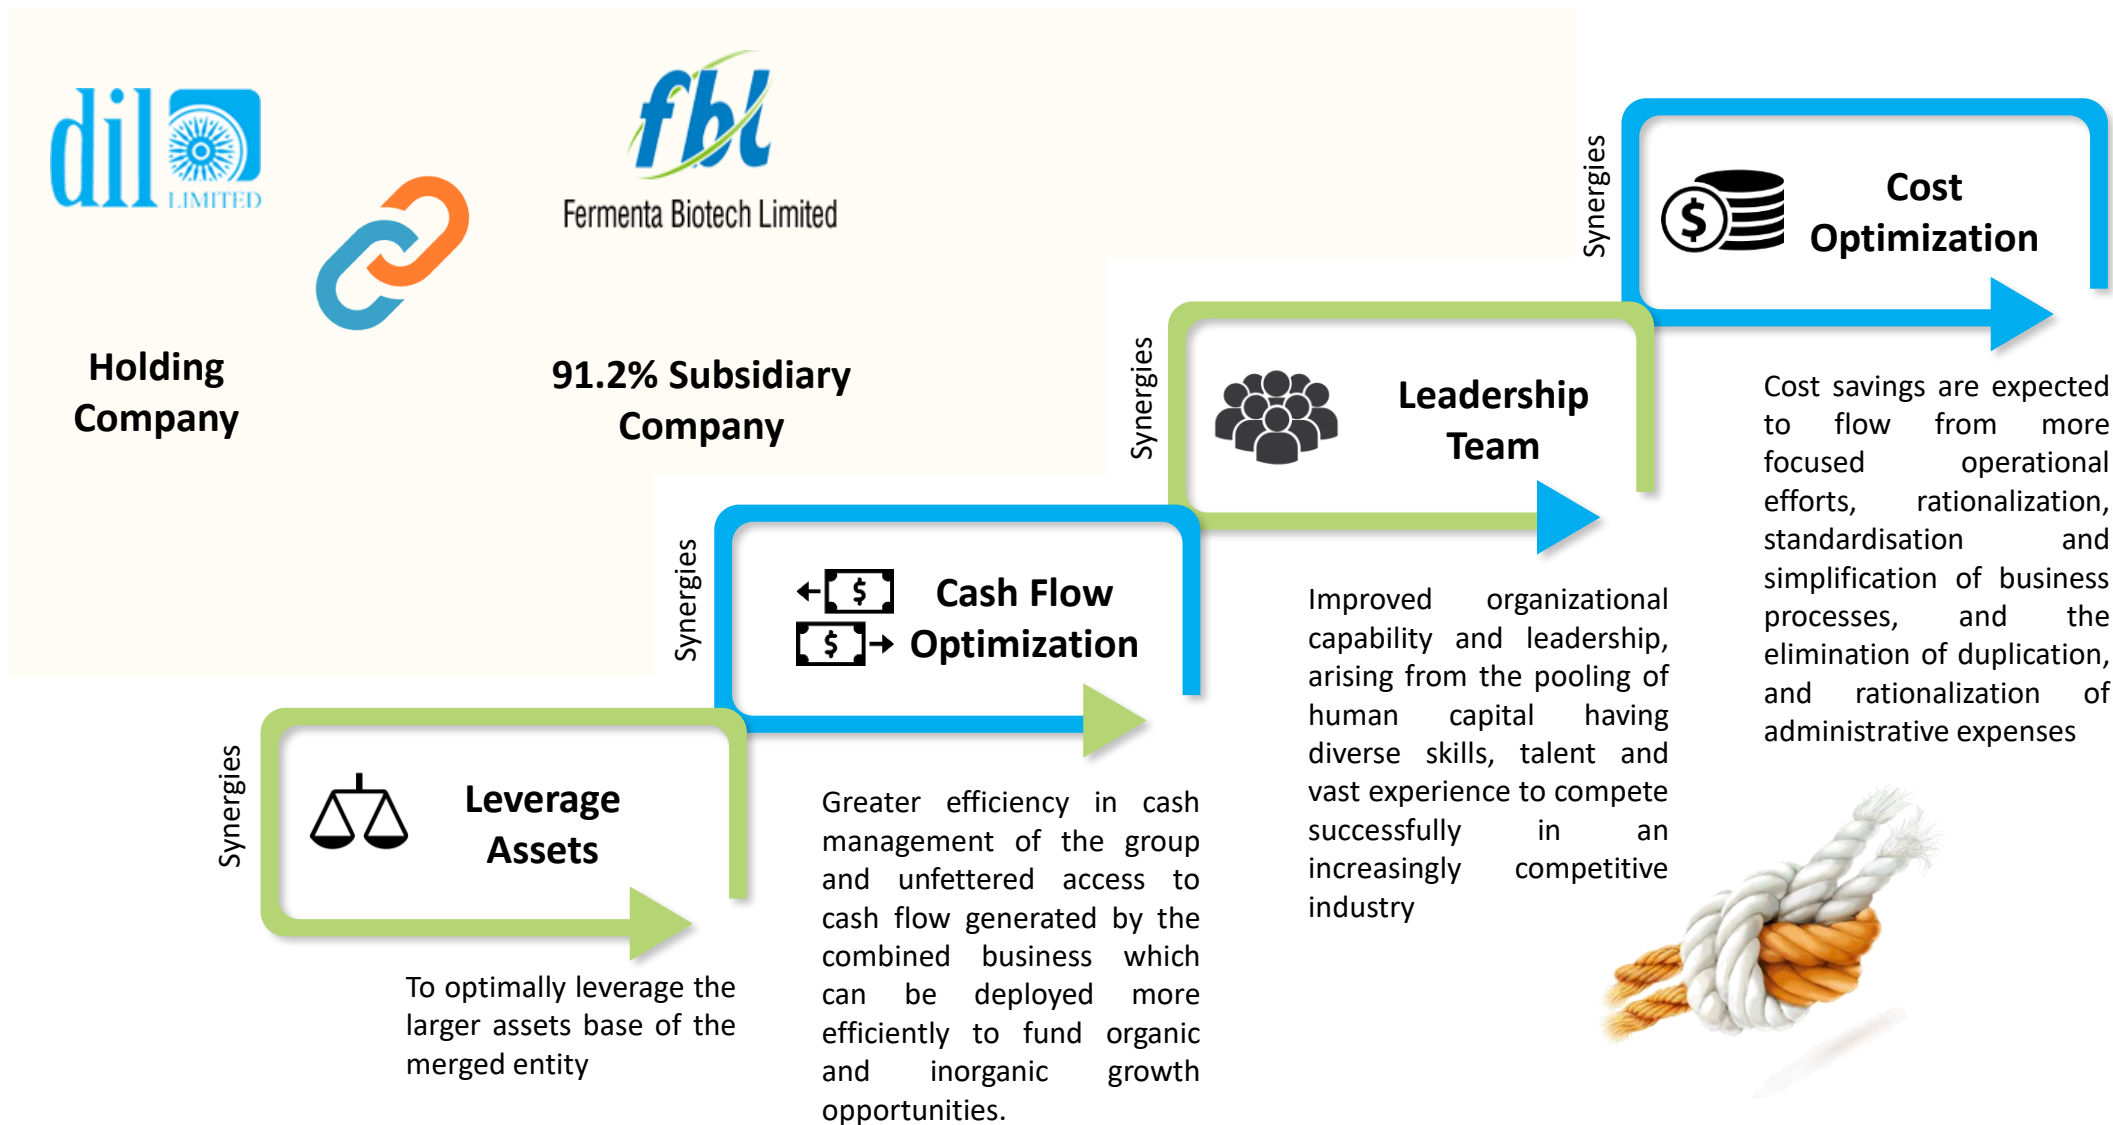 dil
LIMITED
fbl
Fermenta Biotech Limited
Holding
Company
91.2% Subsidiary
Company
Synergies
Leverage
Assets
To optimally leverage the
larger assets base of the
merged entity
Synergies
$
$
Cash Flow
Optimization
Greater efficiency in cash
management of the group
and unfettered access to
cash flow generated by the
combined business which
can be deployed more
efficiently to fund organic
and inorganic growth
opportunities.
Synergies
Leadership
Team
Improved organizational
capability and leadership,
arising from the pooling of
human capital having
diverse skills, talent and
vast experience to compete
successfully in an
increasingly competitive
industry
Synergies
$
Cost
Optimization
Cost savings are expected
to flow from more
focused operational
efforts, rationalization,
standardisation and
simplification of business
processes, and the
elimination of duplication,
and rationalization of
administrative expenses